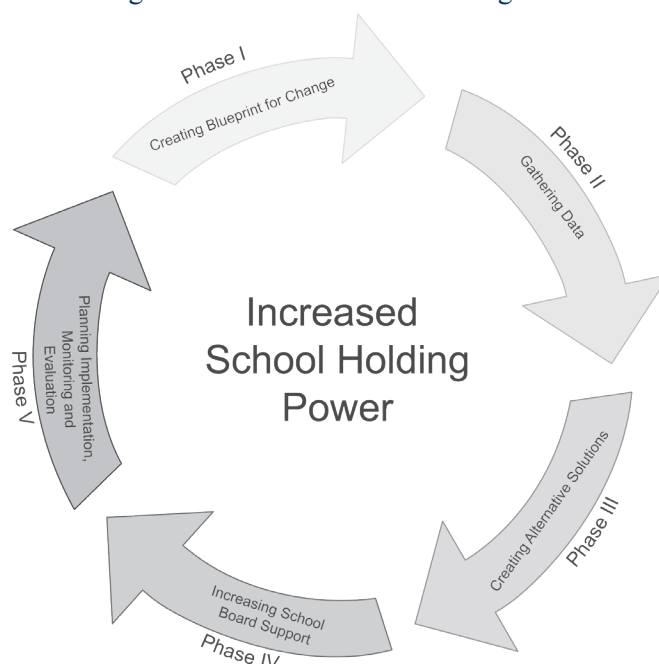 Phase I
Creating Blueprint for Change
Phase II
Gathering Data
Increased
School Holding
Power
Phase III
Creating Alternative Solutions
Phase IV
Increasing School
Board Support
Phase V
Planning Implementation,
Monitoring and
Evaluation